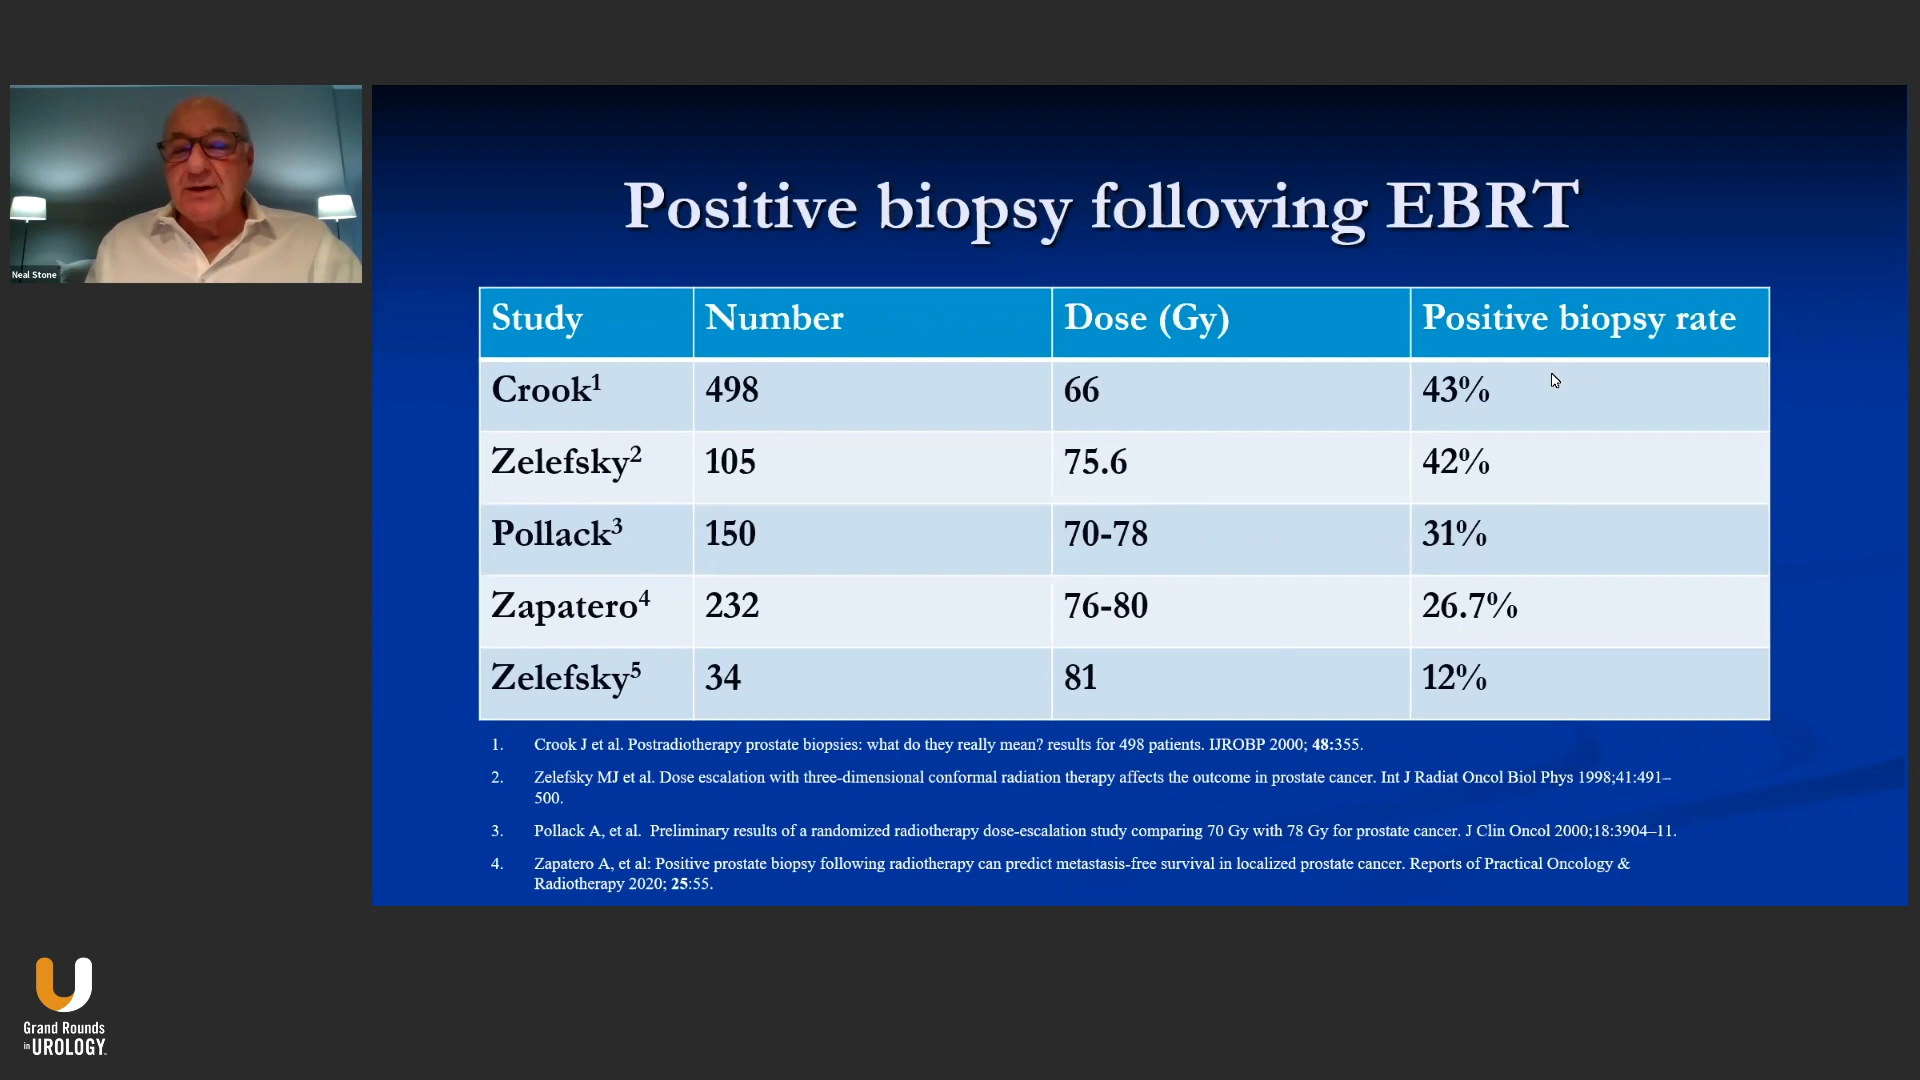 Neal Stone
Positive biopsy following EBRT
Study Number Dose (Gy) Positive biopsy rate
Crook1 498 66 43%
Zelefsky2 105 75.6 42%
Pollack3 150 70-78 31%
Zapatero4 232 76-80 26.7%
Zelefsky5 34 81 12%
1. Crook J et al. Postradiotherapy prostate biopsies: what do they really mean? results for 498 patients. IJROBP 2000; 48:355.
2. Zelefsky MJ et al. Dose escalation with three-dimensional conformal radiation therapy affects the outcome in prostate cancer. Int J Radiat Oncol Biol Phys 1998;41:491–
500.
3. Pollack A, et al. Preliminary results of a randomized radiotherapy dose-escalation study comparing 70 Gy with 78 Gy for prostate cancer. J Clin Oncol 2000;18:3904–11.
4. Zapatero A, et al: Positive prostate biopsy following radiotherapy can predict metastasis-free survival in localized prostate cancer. Reports of Practical Oncology &
Radiotherapy 2020; 25:55.
Grand Rounds
in UROLOGY